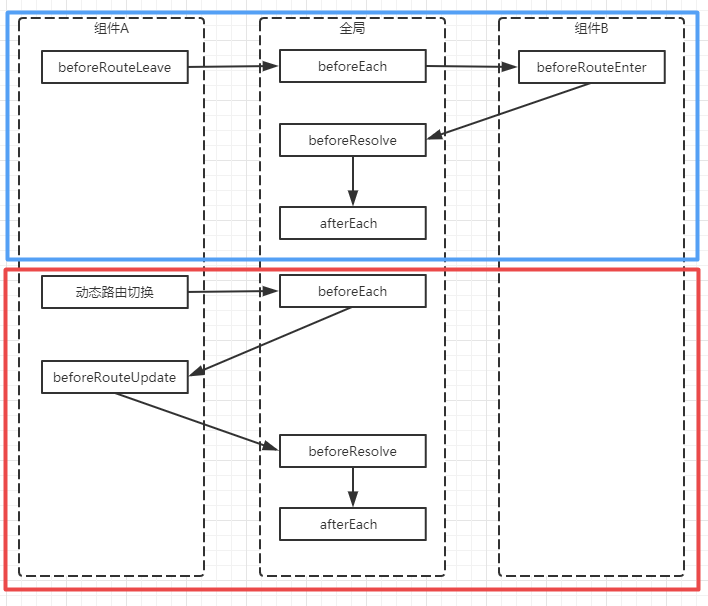 组件A
全局
组件B
beforeRouteLeave
beforeEach
beforeRouteEnter
beforeResolve
afterEach
动态路由切换
beforeEach
beforeRouteUpdate
beforeResolve
afterEach